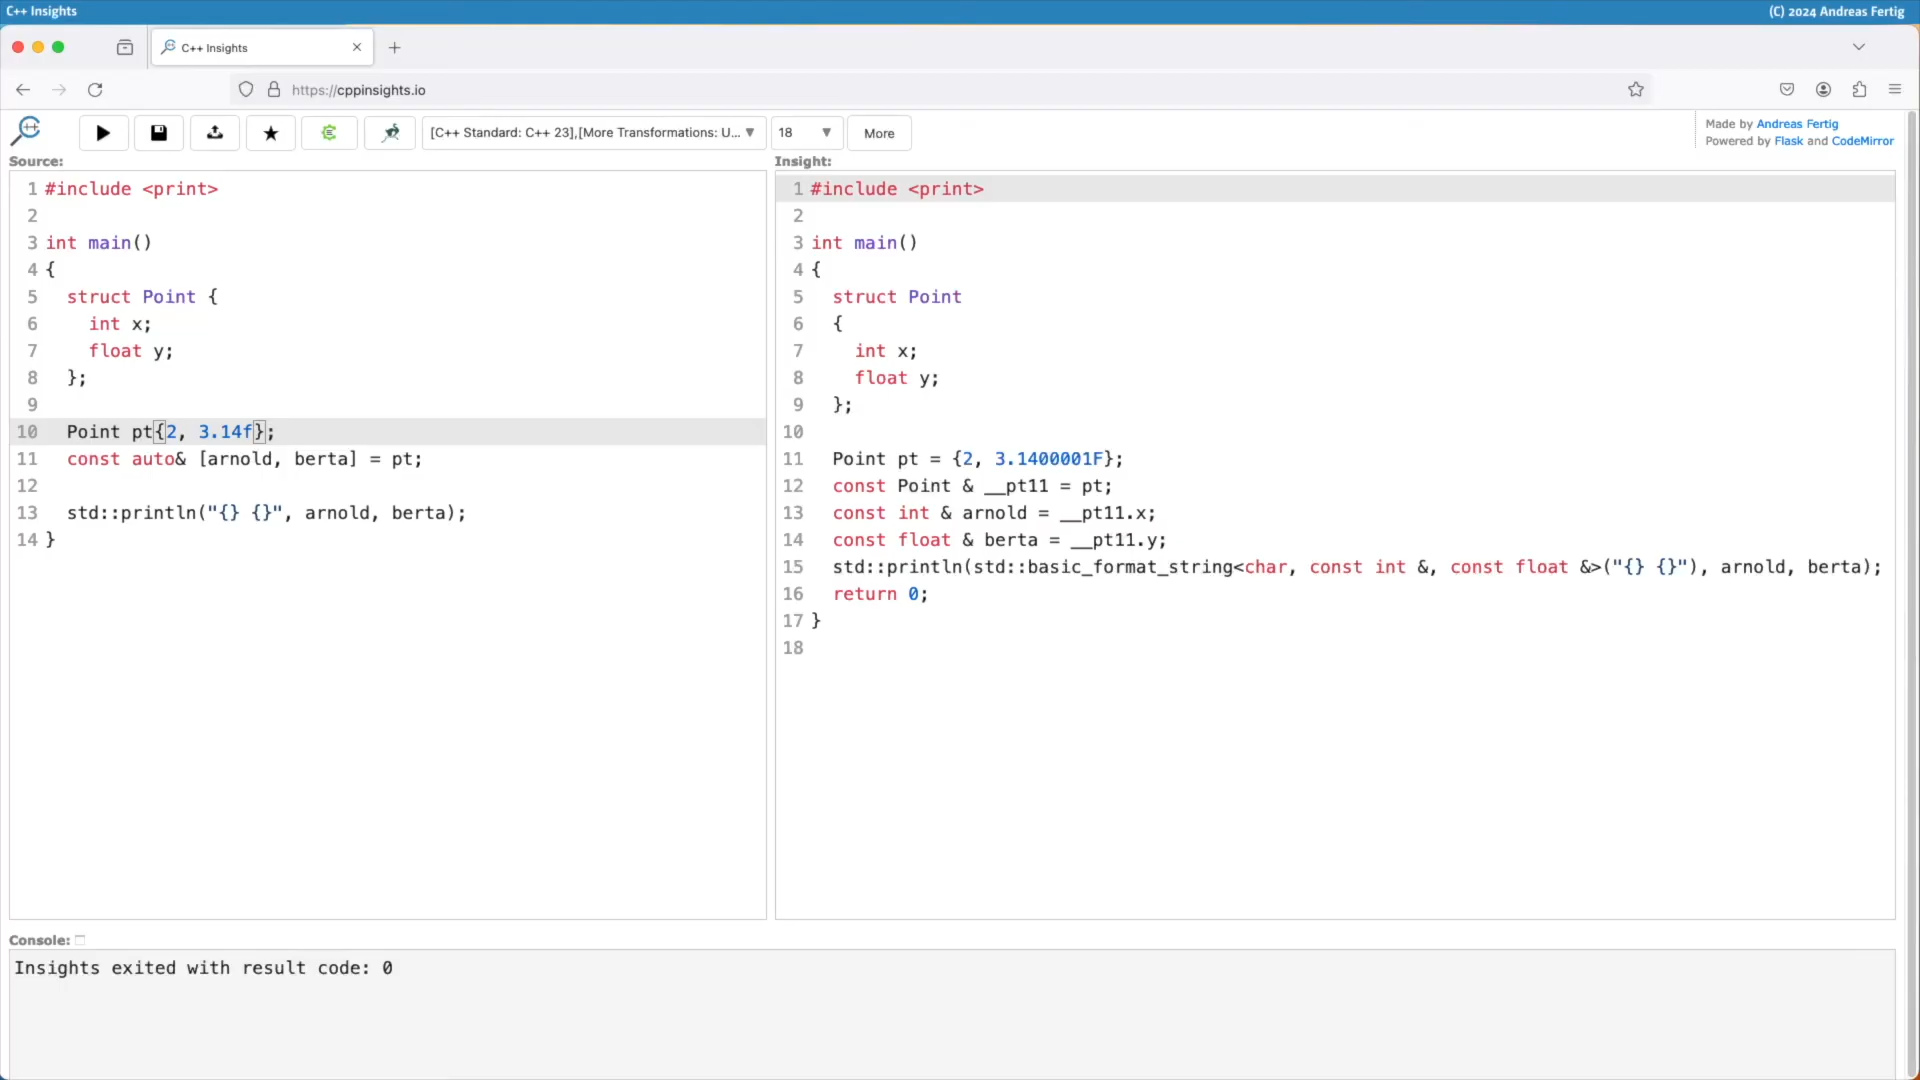 C++ Insights
(C) 2024 Andreas Fertig
C++ Insights
https://cppinsights.io
[C++ Standard: C++ 23],[More Transformations: U...
18
More
Made by Andreas Fertig
Powered by Flask and CodeMirror
Source:
1 #include <print>
2
3 int main()
4 {
5   struct Point {
6     int x;
7     float y;
8   };
9
10   Point pt{2, 3.14f};
11   const auto& [arnold, berta] = pt;
12
13   std::println("{} {}", arnold, berta);
14 }
Insight:
1 #include <print>
2
3 int main()
4 {
5   struct Point
6   {
7     int x;
8     float y;
9   };
10
11   Point pt = {2, 3.1400001F};
12   const Point & __pt11 = pt;
13   const int & arnold = __pt11.x;
14   const float & berta = __pt11.y;
15   std::println(std::basic_format_string<char, const int &, const float &>("{} {}"), arnold, berta);
16   return 0;
17 }
18
Console:
Insights exited with result code: 0